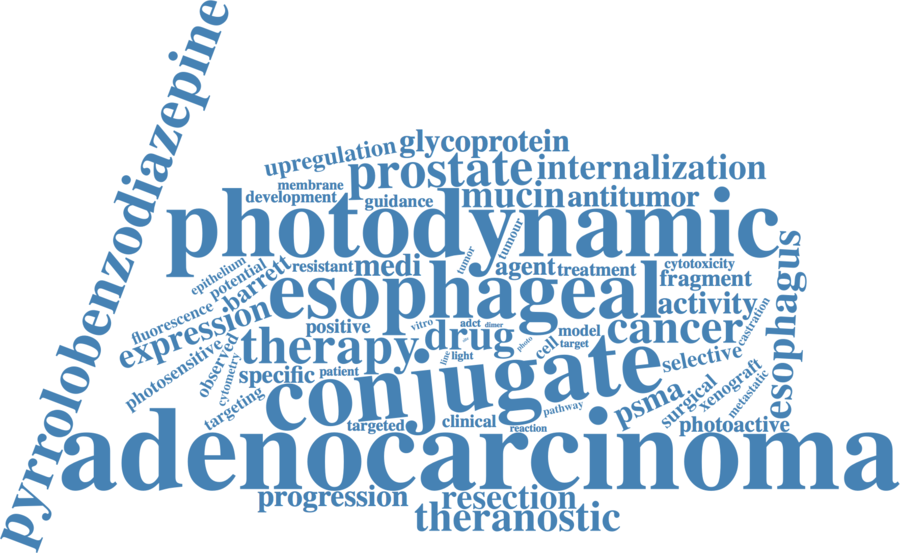 pyrrolobenzodiazepine
upregulation
glycoprotein
prostate
internalization
membrane
development
guidance
mucin
antitumor
photodynamic
tumor
tumour
epithelium
potential
barrett
resistant
medi
agent
treatment
cytotoxicity
fragment
esophageal
activity
castration
esophagus
fluorescence
expression
positive
vitro
adct
dimer
drug
photo
cell
model
target
cancer
therapy
line
light
photosensitive
observed
cytometry
specific
patient
selective
conjugate
targeting
targeted
clinical
reaction
pathway
psma
surgical
xenograft
metastatic
photoactive
adenocarcinoma
progression
resection
theranostic